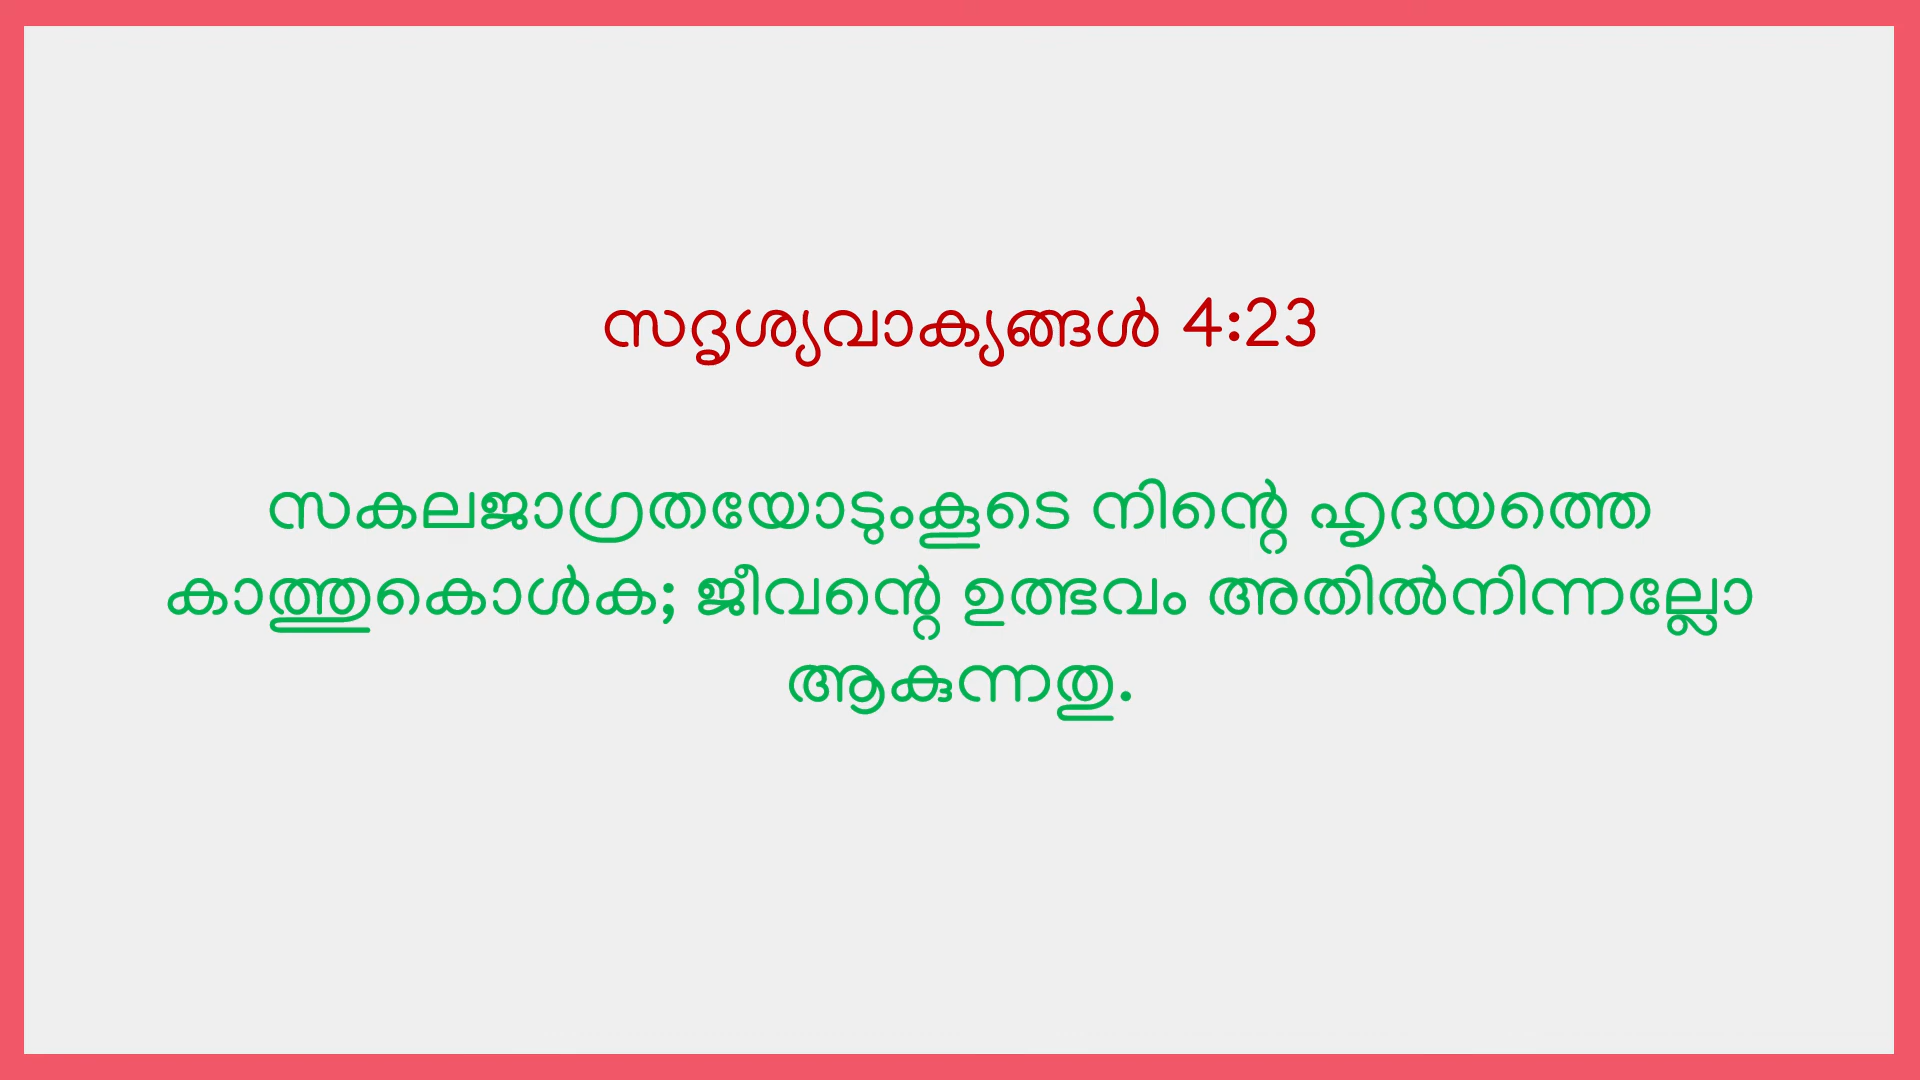 സദൃശ്യവാക്യങ്ങൾ 4:23
സകലജാഗ്രതയോടുംകൂടെ നിന്റെ ഹൃദയത്തെ
കാത്തുകൊൾക; ജീവന്റെ ഉത്ഭവം അതിൽനിന്നല്ലോ
ആകുന്നതു.